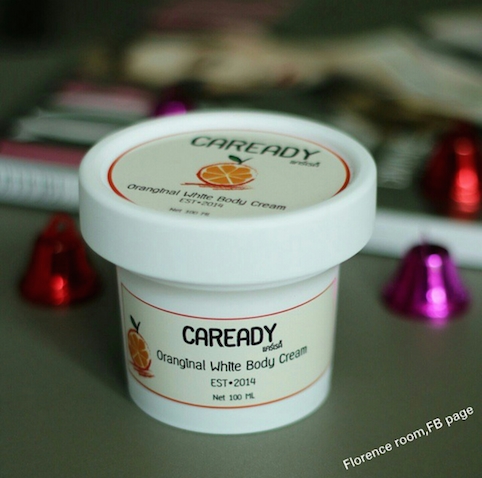 CAREADY
แคร์เรดี้
Oranginal White Body Cream
EST•2014
CAREADY
แคร์เรดี้
Oranginal White Body Cream
EST•2014
Net 100 ML
Florence room,FB page